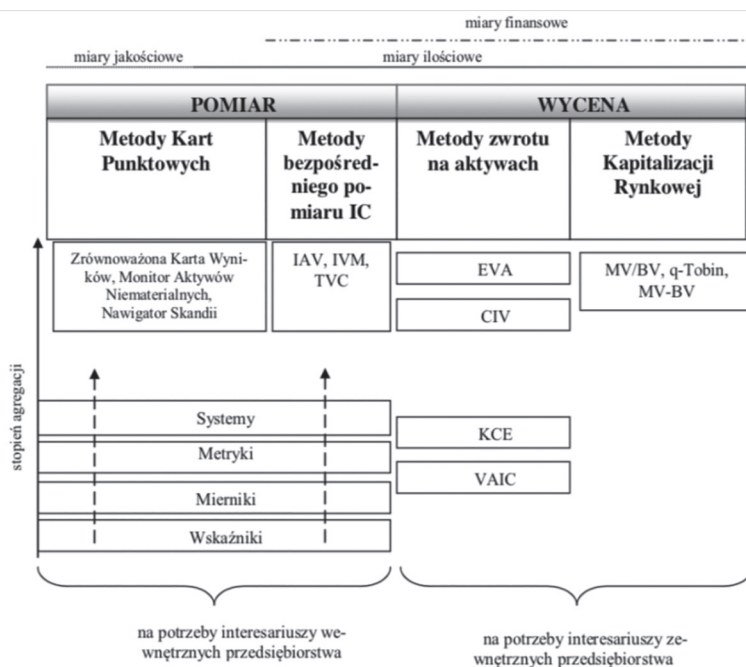 miary finansowe
miary jakościowe
miary ilościowe
POMIAR
WYCENA
Metody Kart
Punktowych
Metody
bezpośred-
niego po-
miaru IC
Metody zwrotu
na aktywach
Metody
Kapitalizacji
Rynkowej
Zrównoważona Karta Wyni-
ków, Monitor Aktywów
Niematerialnych,
Nawigator Skandii
IAV, IVM,
TVC
EVA
CIV
MV/BV, q-Tobin,
MV-BV
stopień agregacji
Systemy
Metryki
Mierniki
Wskaźniki
KCE
VAIC
na potrzeby interesariuszy we-
wnętrznych przedsiębiorstwa
na potrzeby interesariuszy ze-
wnętrznych przedsiębiorstwa